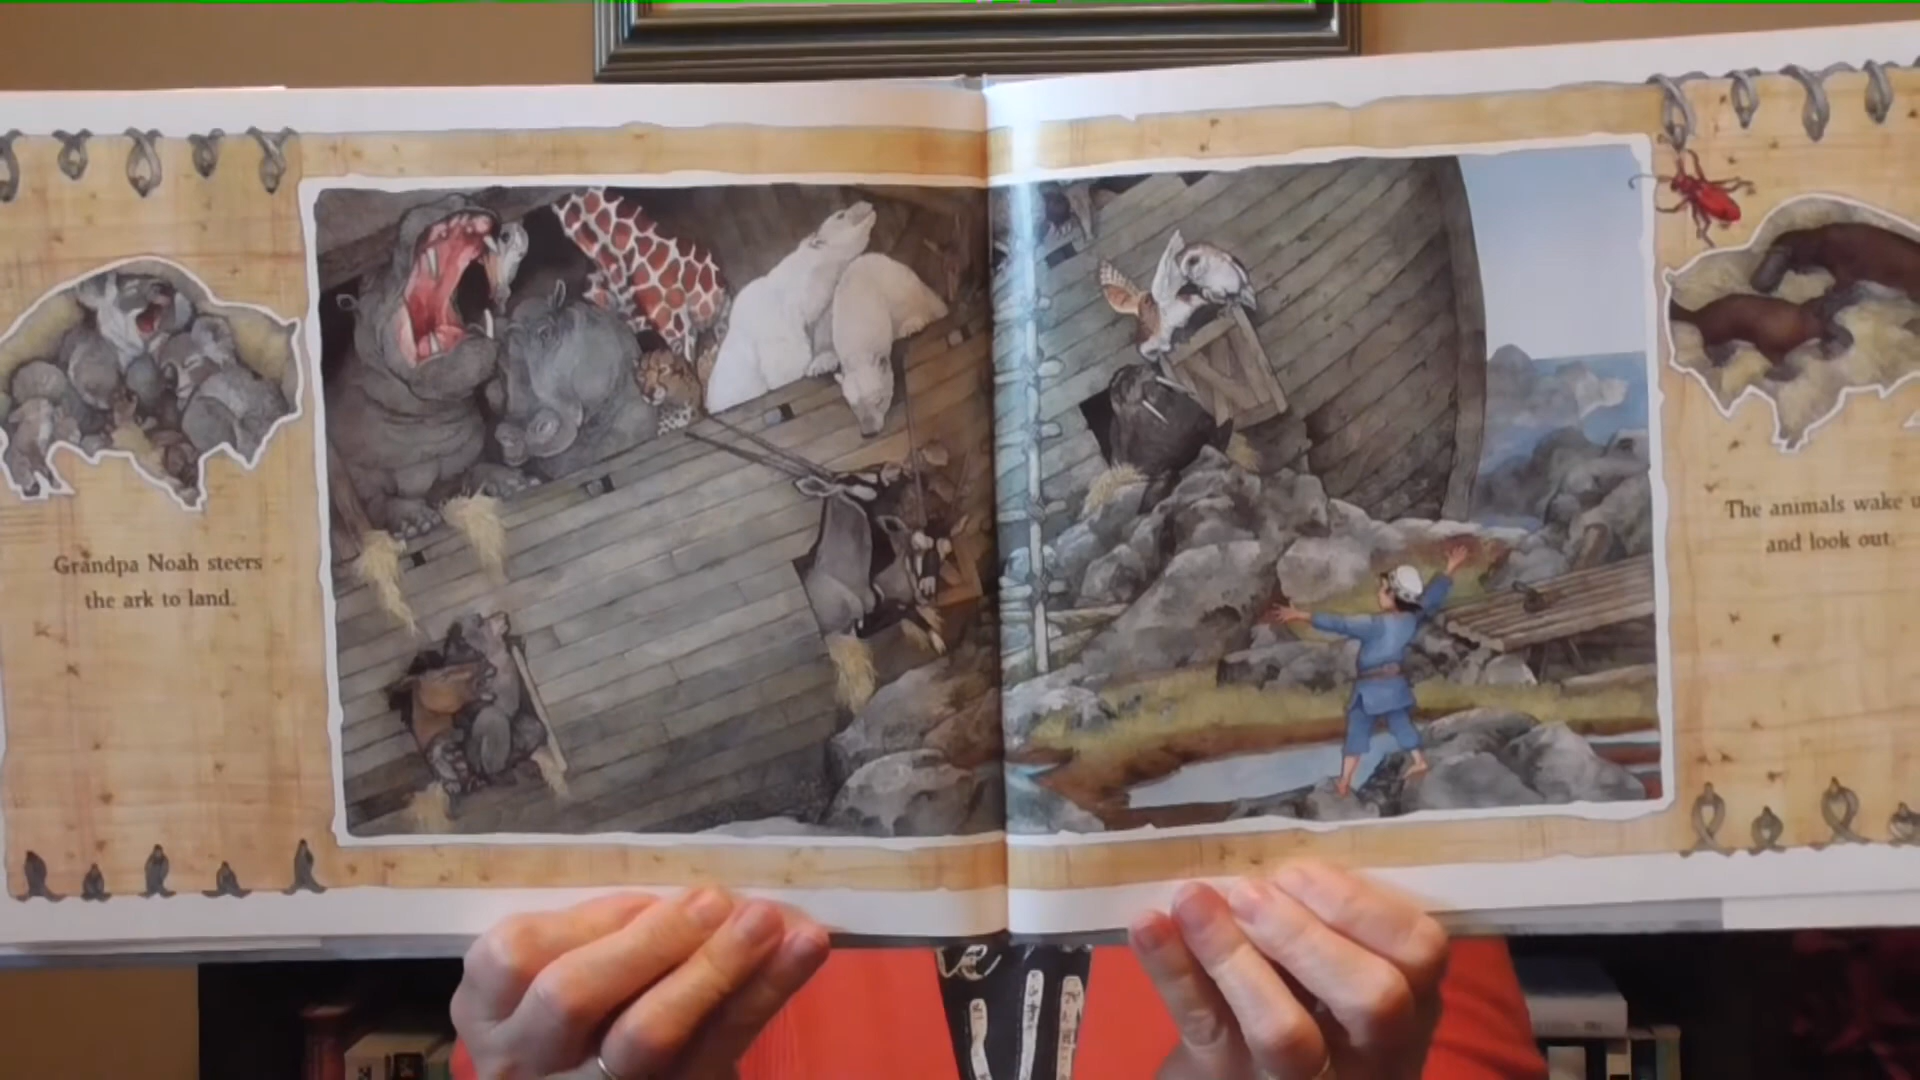 Grandpa Noah steers
the ark to land.
The animals wake u
and look out.